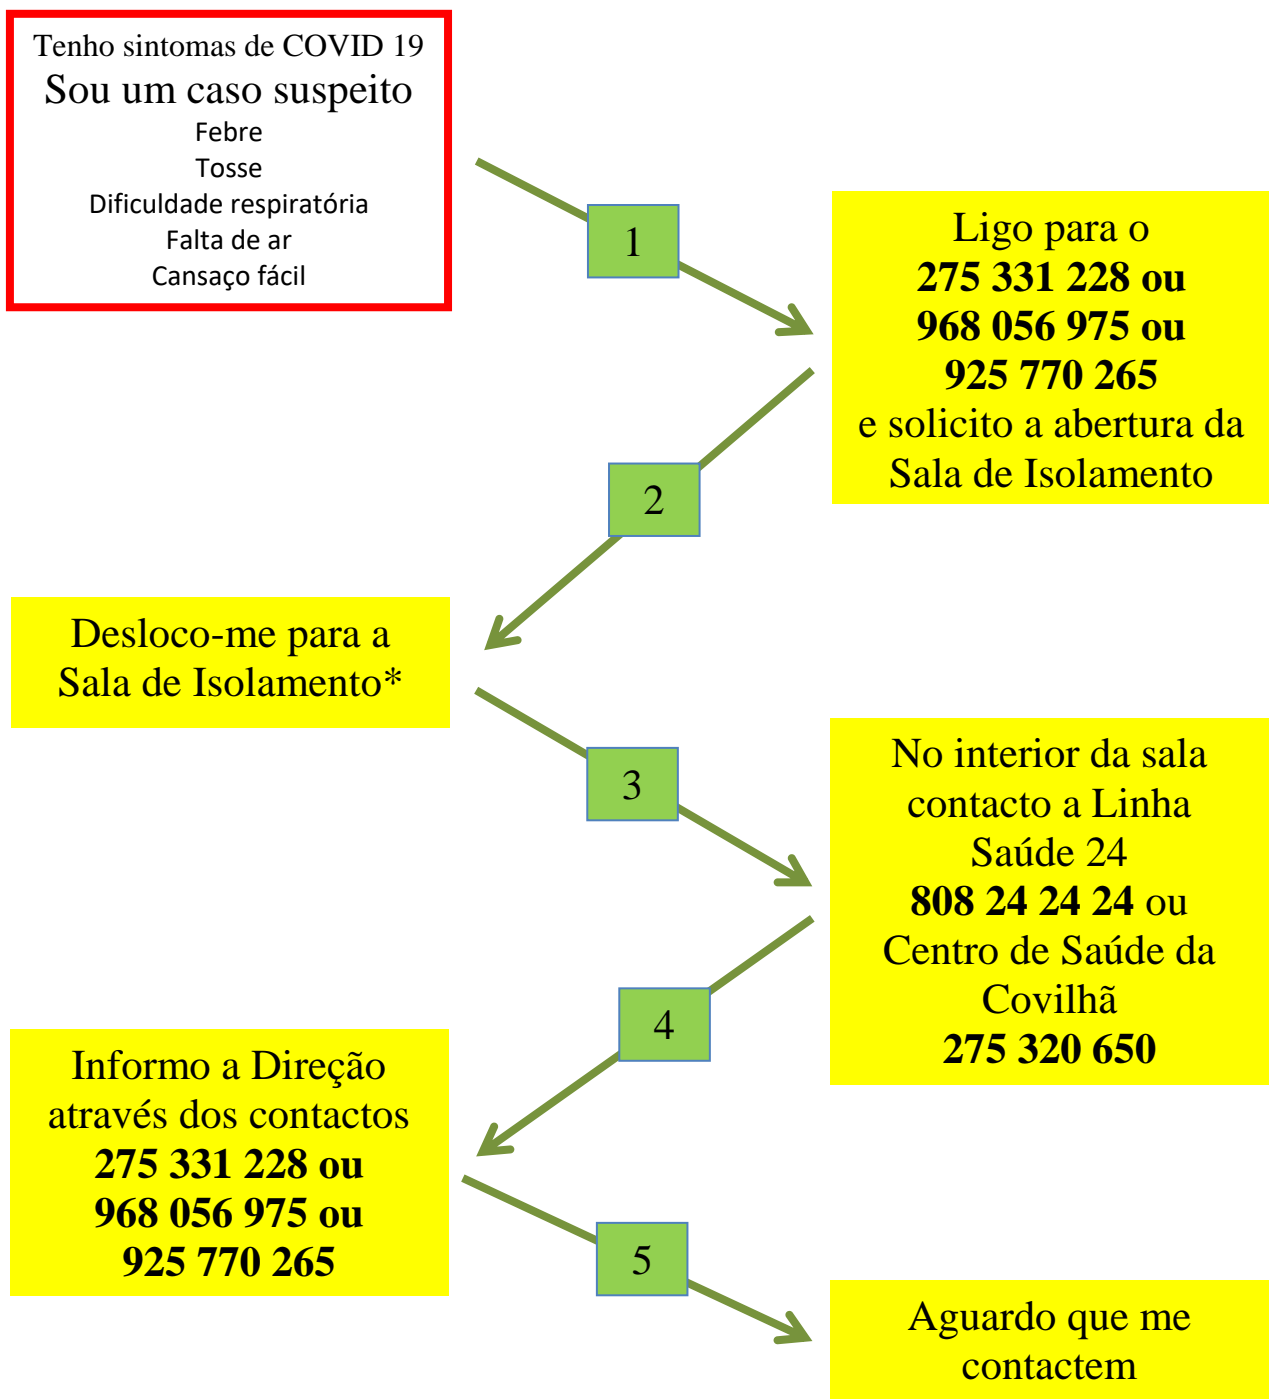 Tenho sintomas de COVID 19
Sou um caso suspeito
Febre
Tosse
Dificuldade respiratória
Falta de ar
Cansaço fácil
1
Ligo para o
275 331 228 ou
968 056 975 ou
925 770 265
e solicito a abertura da
Sala de Isolamento
2
Desloco-me para a
Sala de Isolamento*
3
No interior da sala
contacto a Linha
Saúde 24
808 24 24 24 ou
Centro de Saúde da
Covilhã
275 320 650
4
Informo a Direção
através dos contactos
275 331 228 ou
968 056 975 ou
925 770 265
5
Aguardo que me
contactem